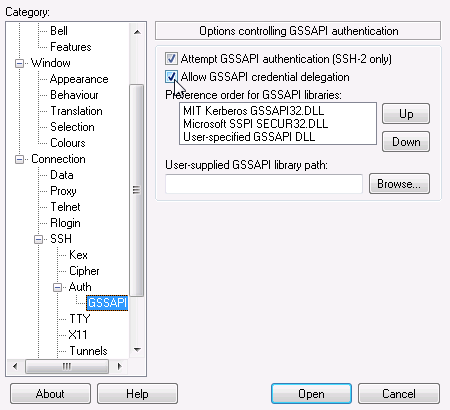 Category:
Bell
Features
Window
Appearance
Behaviour
Translation
Selection
Colours
Connection
Data
Proxy
Telnet
Rlogin
SSH
Kex
Cipher
Auth
GSSAPI
TTY
X11
Tunnels
Options controlling GSSAPI authentication
Attempt GSSAPI authentication (SSH-2 only)
Allow GSSAPI credential delegation
Preference order for GSSAPI libraries:
MIT Kerberos GSSAPI32.DLL
Microsoft SSPI SECUR32.DLL
User-specified GSSAPI DLL
Up
Down
User-supplied GSSAPI library path:
Browse...
About
Help
Open
Cancel